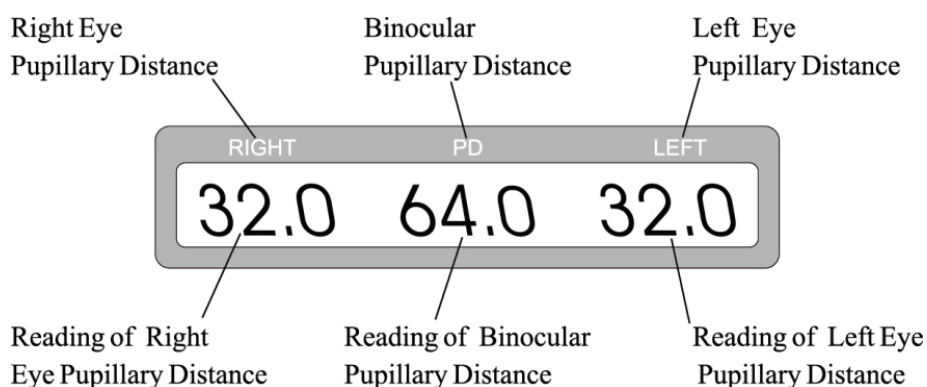 Right Eye
Pupillary Distance
Binocular
Pupillary Distance
Left Eye
Pupillary Distance
RIGHT PD LEFT
32.0 64.0 32.0
Reading of Right
Eye Pupillary Distance
Reading of Binocular
Pupillary Distance
Reading of Left Eye
Pupillary Distance